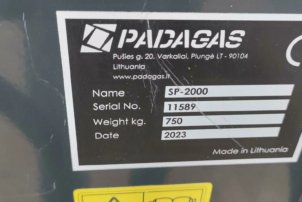 PADAGAS
Pušies g. 20, Varkaliai, Plungė LT - 90104
Lithuania
www.padagas.lt
Name SP-2000
Serial No. 11589
Weight kg. 750
Date 2023
Made in Lithuania